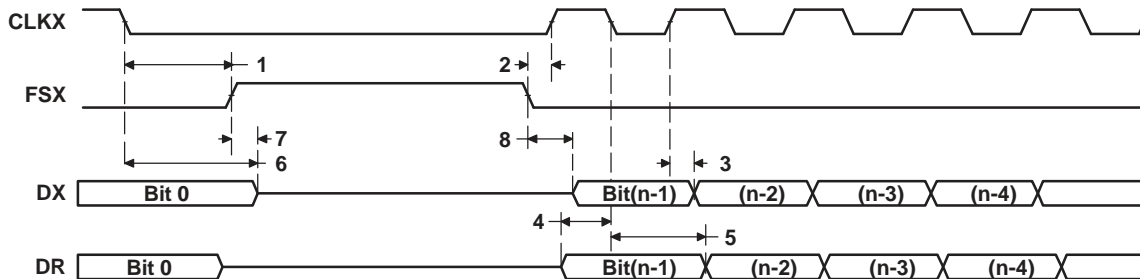 CLKX
1 2
FSX
7 8
6 3
DX Bit 0 Bit(n-1) (n-2) (n-3) (n-4)
4 5
DR Bit 0 Bit(n-1) (n-2) (n-3) (n-4)